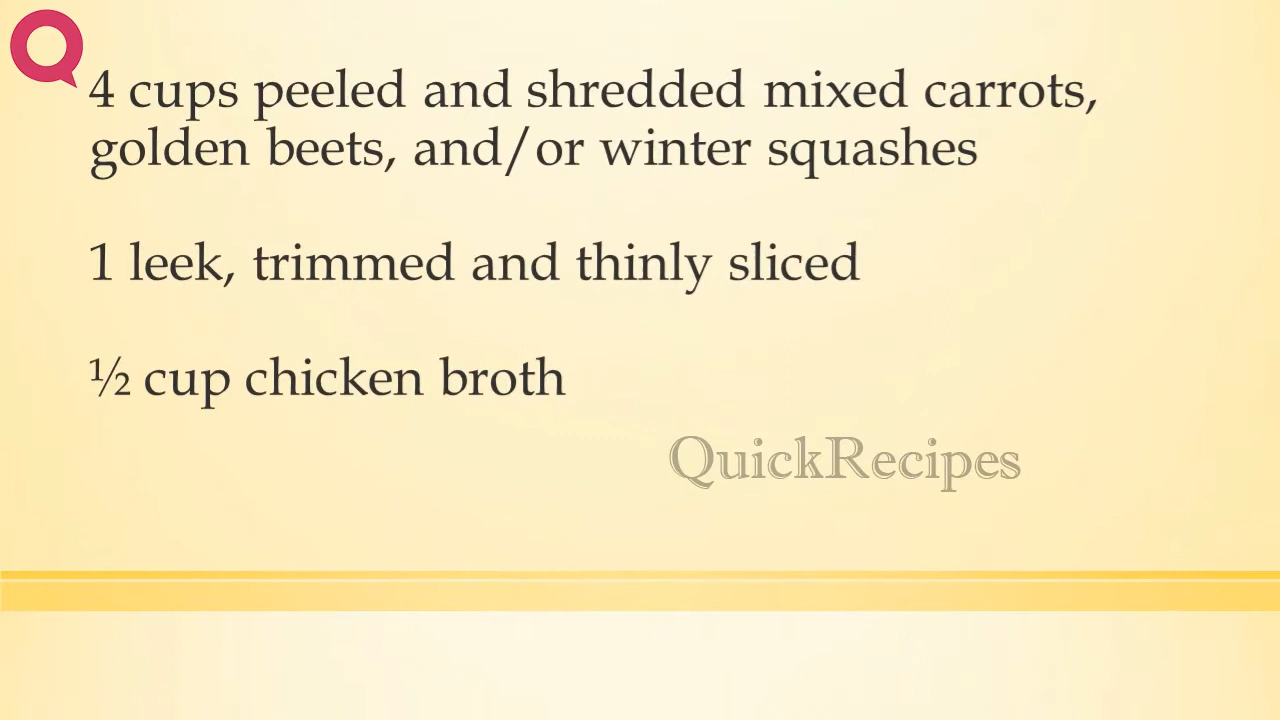 4 cups peeled and shredded mixed carrots,
golden beets, and/or winter squashes
1 leek, trimmed and thinly sliced
½ cup chicken broth
QuickRecipes